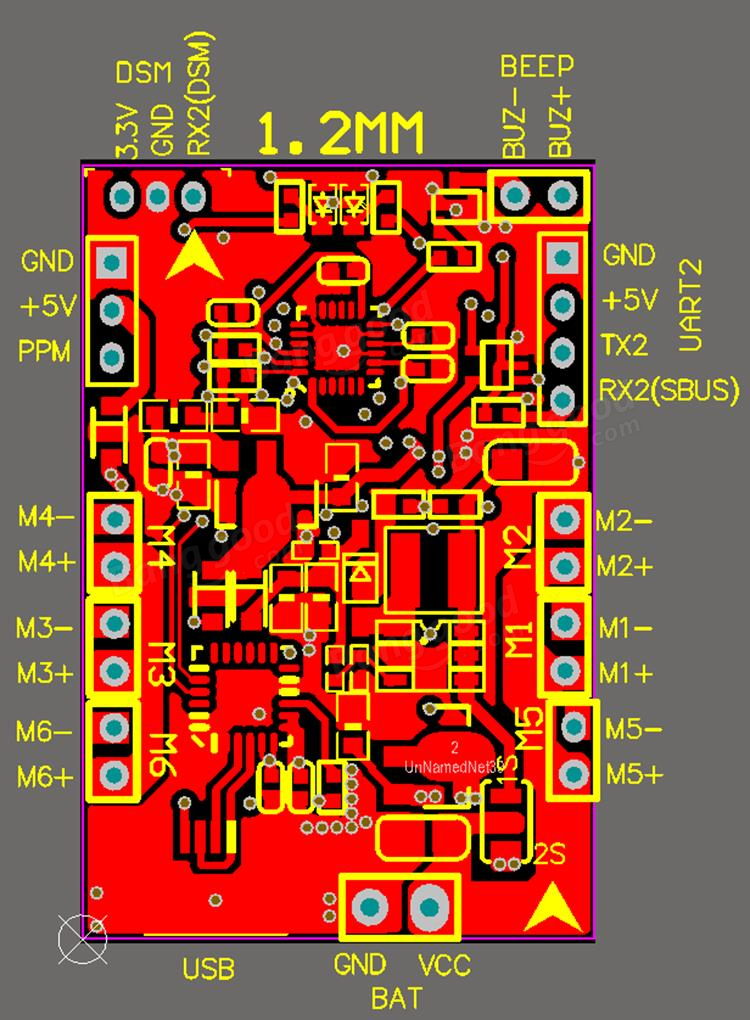 DSM
3.3V
GND
RX2(DSM)
1.2MM
BEEP
BUZ-
BUZ+
GND
+5V
PPM
GND
+5V
TX2
RX2(SBUS)
UART2
M4-
M4+
M4
M2
M2-
M2+
M3-
M3+
M3
M1
M1-
M1+
M6-
M6+
M6
M5
M5-
M5+
2
1S
2S
USB
GND VCC
BAT